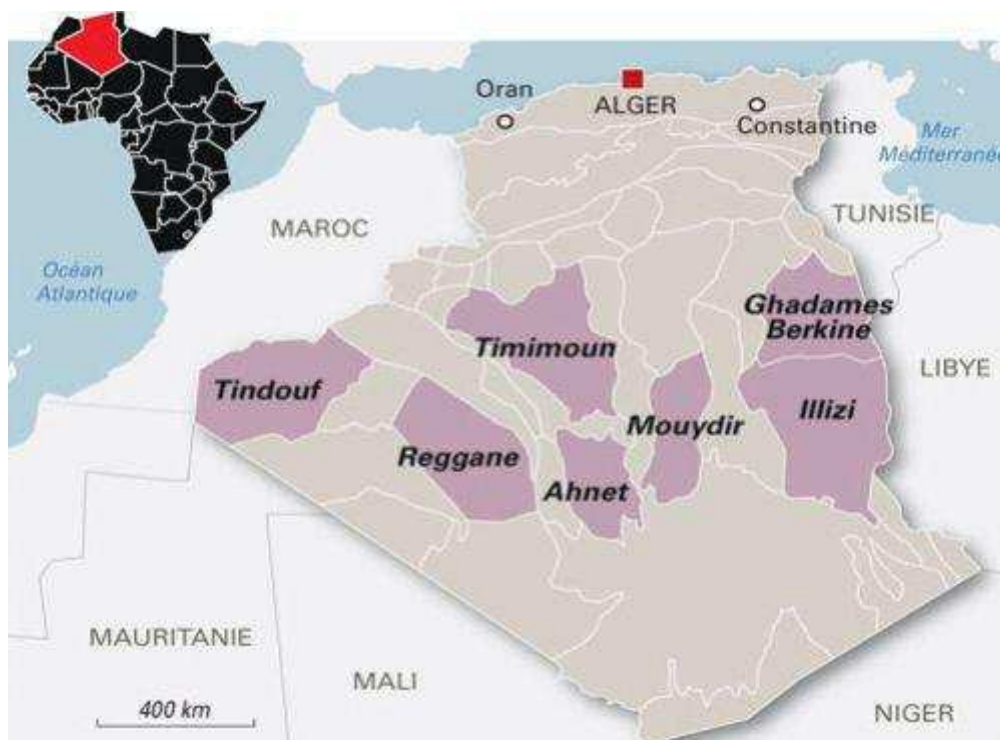 Oran
ALGER
Constantine
Mer
Méditerranée
TUNISIE
MAROC
Océan
Atlantique
Ghadames
Berkine
Timimoun
LIBYE
Tindouf
Illizi
Mouydir
Reggane
Ahnet
MAURITANIE
MALI
400 km
NIGER